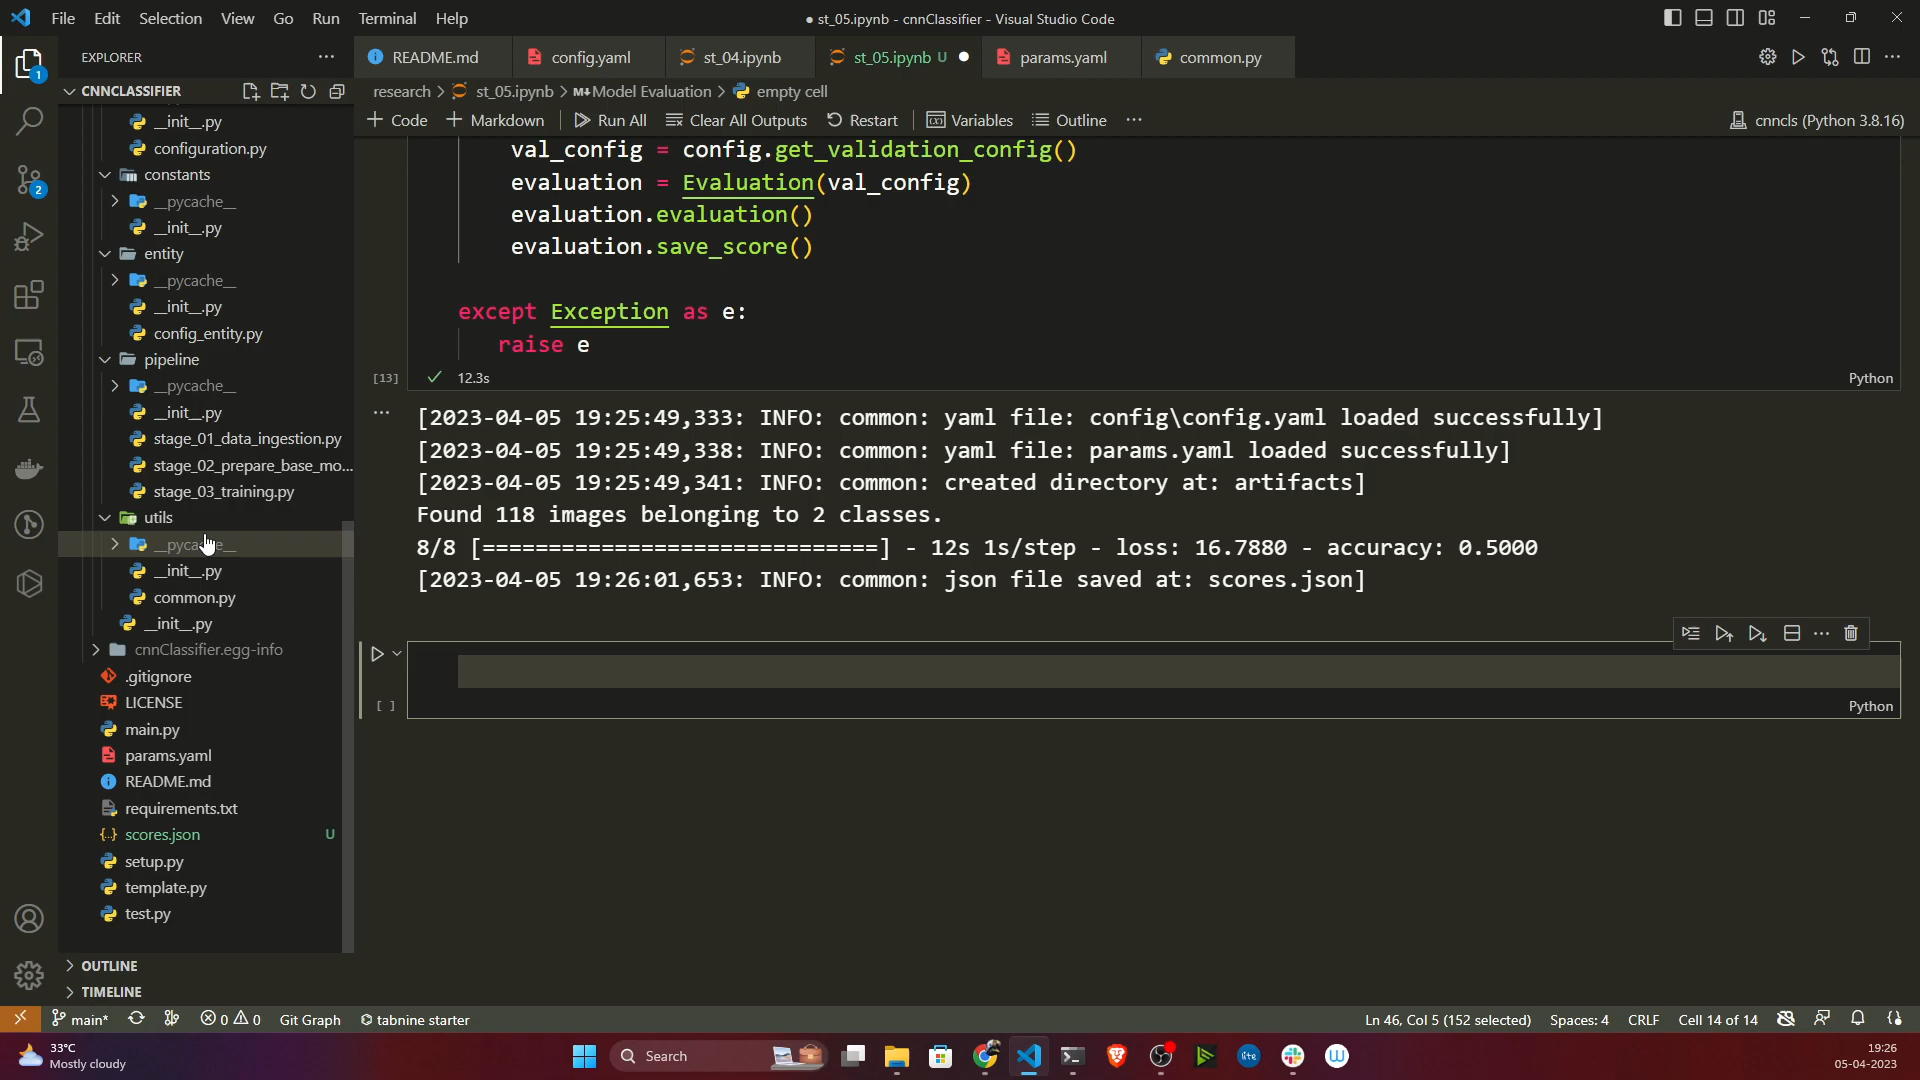 File Edit Selection View Go Run Terminal Help
● st_05.ipynb - cnnClassifier - Visual Studio Code
EXPLORER
README.md
config.yaml
st_04.ipynb
st_05.ipynb U
params.yaml
common.py
CNNCLASSIFIER
research > st_05.ipynb > M↓Model Evaluation > empty cell
+ Code + Markdown Run All Clear All Outputs Restart Variables Outline ...
cnncls (Python 3.8.16)
__init__.py
configuration.py
constants
__pycache__
__init__.py
entity
__pycache__
__init__.py
config_entity.py
pipeline
__pycache__
__init__.py
stage_01_data_ingestion.py
stage_02_prepare_base_mo...
stage_03_training.py
utils
__init__.py
common.py
__init__.py
cnnClassifier.egg-info
.gitignore
LICENSE
main.py
params.yaml
README.md
requirements.txt
scores.json U
setup.py
template.py
test.py
OUTLINE
TIMELINE
val_config = config.get_validation_config()
evaluation = Evaluation(val_config)
evaluation.evaluation()
evaluation.save_score()
except Exception as e:
raise e
[13] 12.3s Python
[2023-04-05 19:25:49,333: INFO: common: yaml file: config\config.yaml loaded successfully]
[2023-04-05 19:25:49,338: INFO: common: yaml file: params.yaml loaded successfully]
[2023-04-05 19:25:49,341: INFO: common: created directory at: artifacts]
Found 118 images belonging to 2 classes.
8/8 [==============================] - 12s 1s/step - loss: 16.7880 - accuracy: 0.5000
[2023-04-05 19:26:01,653: INFO: common: json file saved at: scores.json]
[ ] Python
main* 0 0 Git Graph tabnine starter
Ln 46, Col 5 (152 selected) Spaces: 4 CRLF Cell 14 of 14
33°C
Mostly cloudy
Search
lite
19:26
05-04-2023
1
2